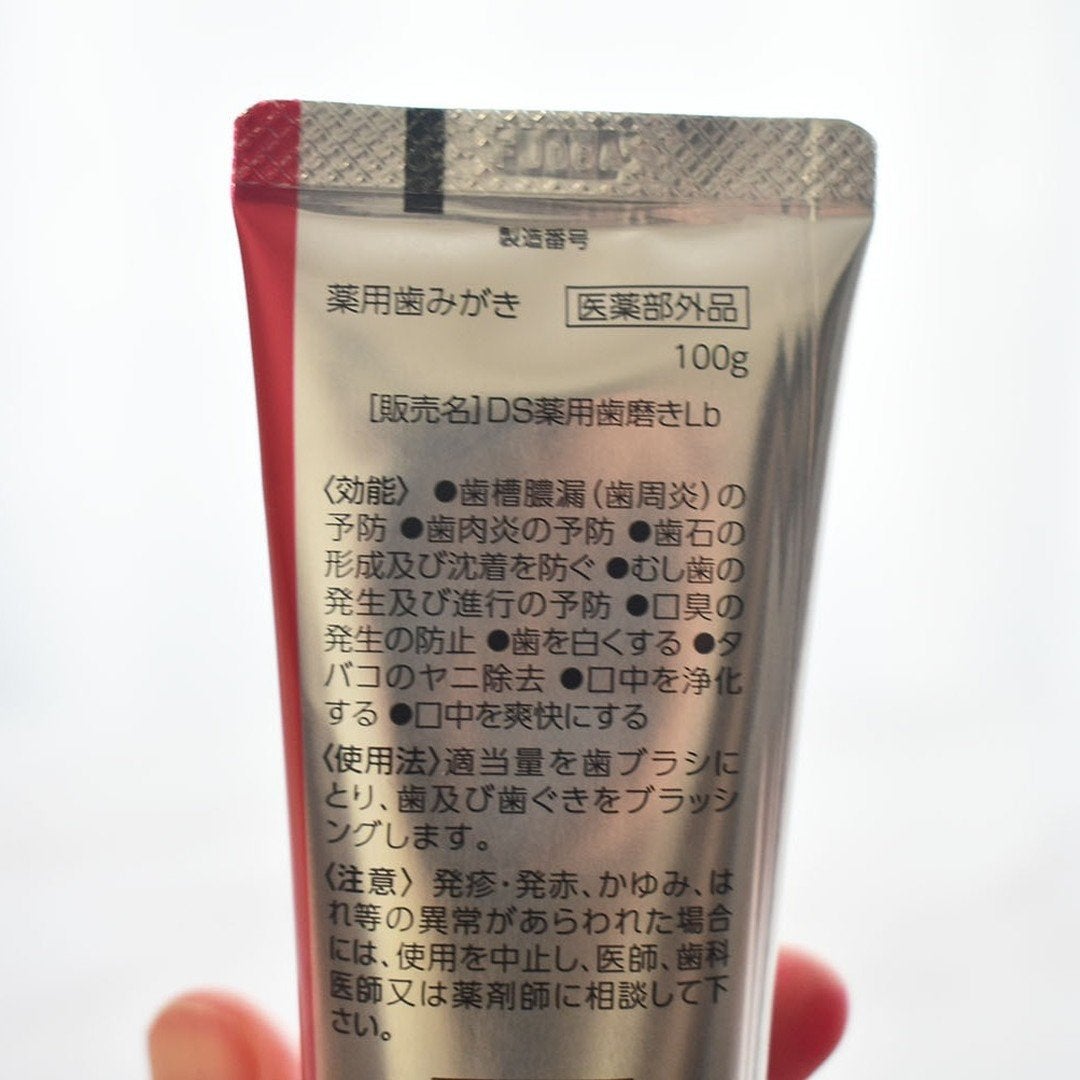 製造番号
薬用歯みがき 医薬部外品
100g
[販売名]DS薬用歯磨きLb
〈効能〉 ●歯槽膿漏(歯周炎)の
予防 ●歯肉炎の予防 ●歯石の
形成及び沈着を防ぐ ●むし歯の
発生及び進行の予防 ●口臭の
発生の防止 ●歯を白くする ●タ
バコのヤニ除去 ●口中を浄化
する ●口中を爽快にする
〈使用法〉適当量を歯ブラシに
とり、歯及び歯ぐきをブラッシ
ングします。
〈注意〉 発疹・発赤、かゆみ、は
れ等の異常があらわれた場合
には、使用を中止し、医師、歯科
医師又は薬剤師に相談して下
さい。